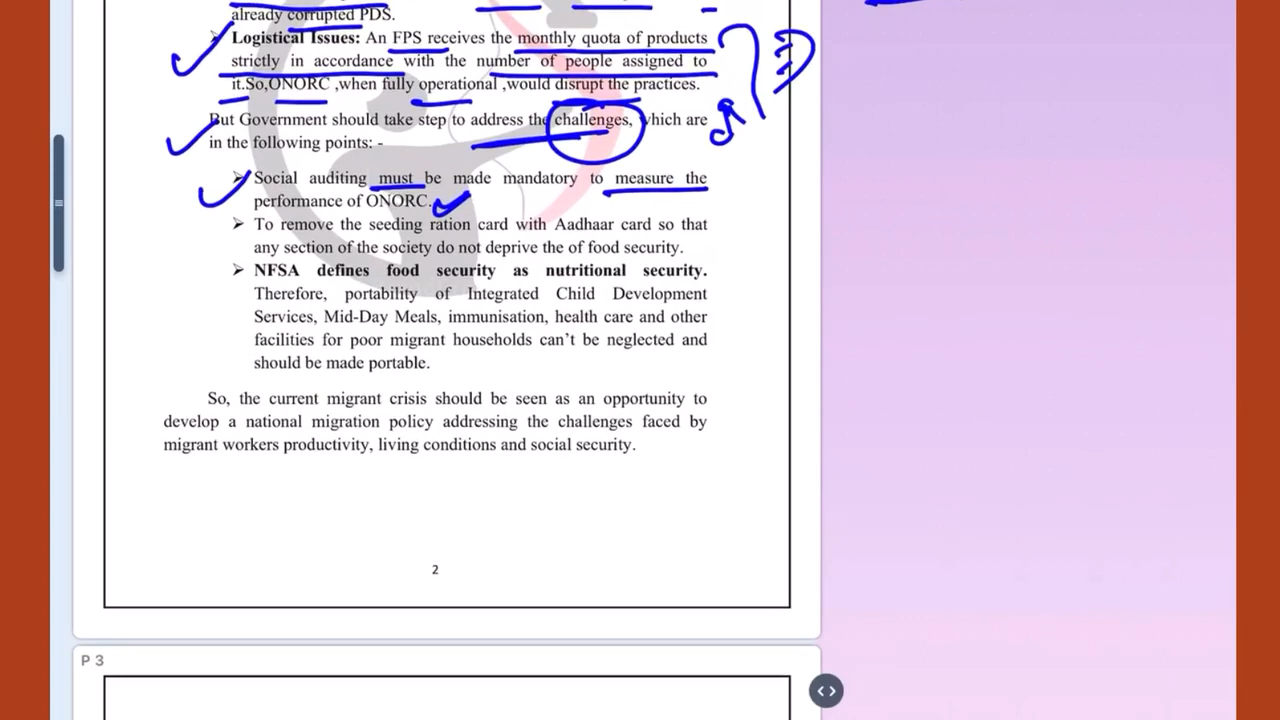 already corrupted PDS.
➢ Logistical Issues: An FPS receives the monthly quota of products
strictly in accordance with the number of people assigned to
it.So,ONORC ,when fully operational ,would disrupt the practices.
But Government should take step to address the challenges, which are
in the following points: -
➢ Social auditing must be made mandatory to measure the
performance of ONORC.
➢ To remove the seeding ration card with Aadhaar card so that
any section of the society do not deprive the of food security.
➢ NFSA defines food security as nutritional security.
Therefore, portability of Integrated Child Development
Services, Mid-Day Meals, immunisation, health care and other
facilities for poor migrant households can't be neglected and
should be made portable.
So, the current migrant crisis should be seen as an opportunity to
develop a national migration policy addressing the challenges faced by
migrant workers productivity, living conditions and social security.
2
P 3